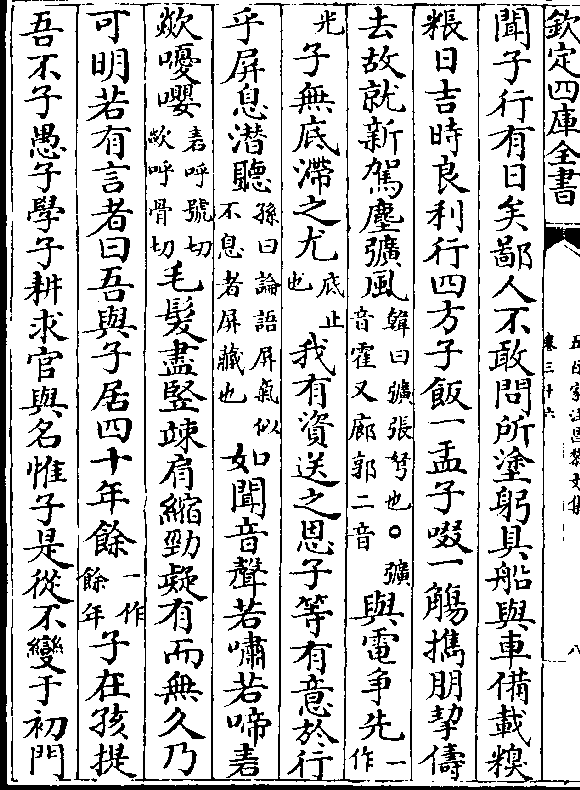 欽定四庫全書
五百家注昌黎文集
卷三十六
八
聞子行有日矣鄙人不敢問所塗躬具船與車備載糗
粻日吉時良利行四方子飯一盂子啜一觴攜朋挈儔
去故就新駕塵彍風韓曰彍張弩也○彍音霍又廊郭二音與電爭先一作
光子無底滯之尤底止也我有資送之恩子等有意於行
乎屏息潛聽孫曰論語屏氣似不息者屏藏也如聞音聲若嘯若啼砉
欻嚘嚶砉呼號切欻呼骨切毛髮盡豎竦肩縮勁疑有而無久乃
可明若有言者曰吾與子居四十年餘一作餘年子在孩提
吾不子愚子學子耕求官與名惟子是從不變于初門